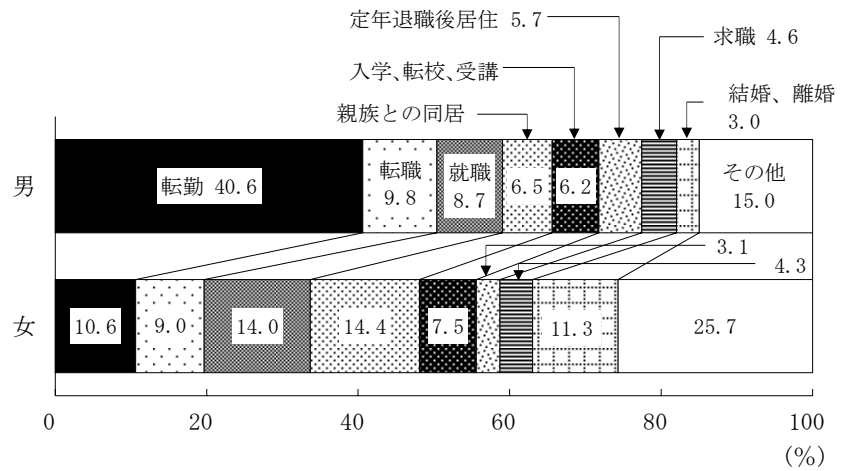 定年退職後居住 5.7
求職 4.6
入学、転校、受講
結婚、離婚
3.0
親族との同居
男
転勤 40.6
転職
9.8
就職
8.7
6.5
6.2
その他
15.0
3.1
4.3
女
10.6
9.0
14.0
14.4
7.5
11.3
25.7
0
20
40
60
80
100
(%)